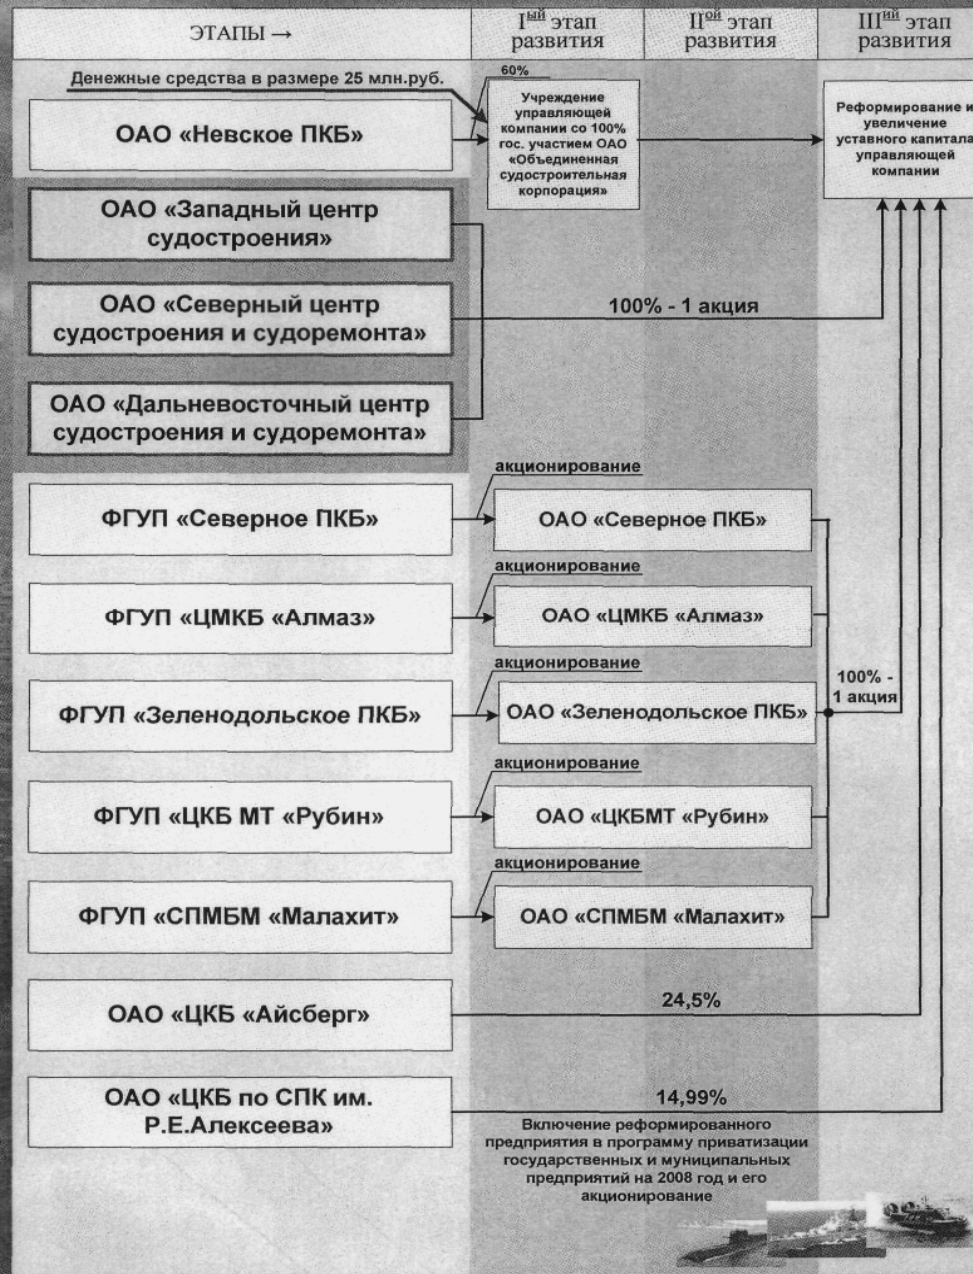 ЭТАПЫ →
Iый этап
развития
IIой этап
развития
IIIий этап
развития
Денежные средства в размере 25 млн.руб.
60%
ОАО «Невское ПКБ»
Учреждение
управляющей
компании со 100%
гос. участием ОАО
«Объединенная
судостроительная
корпорация»
Реформирование и
увеличение
уставного капитала
управляющей
компании
ОАО «Западный центр
судостроения»
ОАО «Северный центр
судостроения и судоремонта»
100% - 1 акция
ОАО «Дальневосточный центр
судостроения и судоремонта»
акционирование
ФГУП «Северное ПКБ»
ОАО «Северное ПКБ»
акционирование
ФГУП «ЦМКБ «Алмаз»
ОАО «ЦМКБ «Алмаз»
акционирование
ФГУП «Зеленодольское ПКБ»
ОАО «Зеленодольское ПКБ»
100% -
1 акция
акционирование
ФГУП «ЦКБ МТ «Рубин»
ОАО «ЦКБМТ «Рубин»
акционирование
ФГУП «СПМБМ «Малахит»
ОАО «СПМБМ «Малахит»
ОАО «ЦКБ «Айсберг»
24,5%
ОАО «ЦКБ по СПК им.
Р.Е.Алексеева»
14,99%
Включение реформированного
предприятия в программу приватизации
государственных и муниципальных
предприятий на 2008 год и его
акционирование